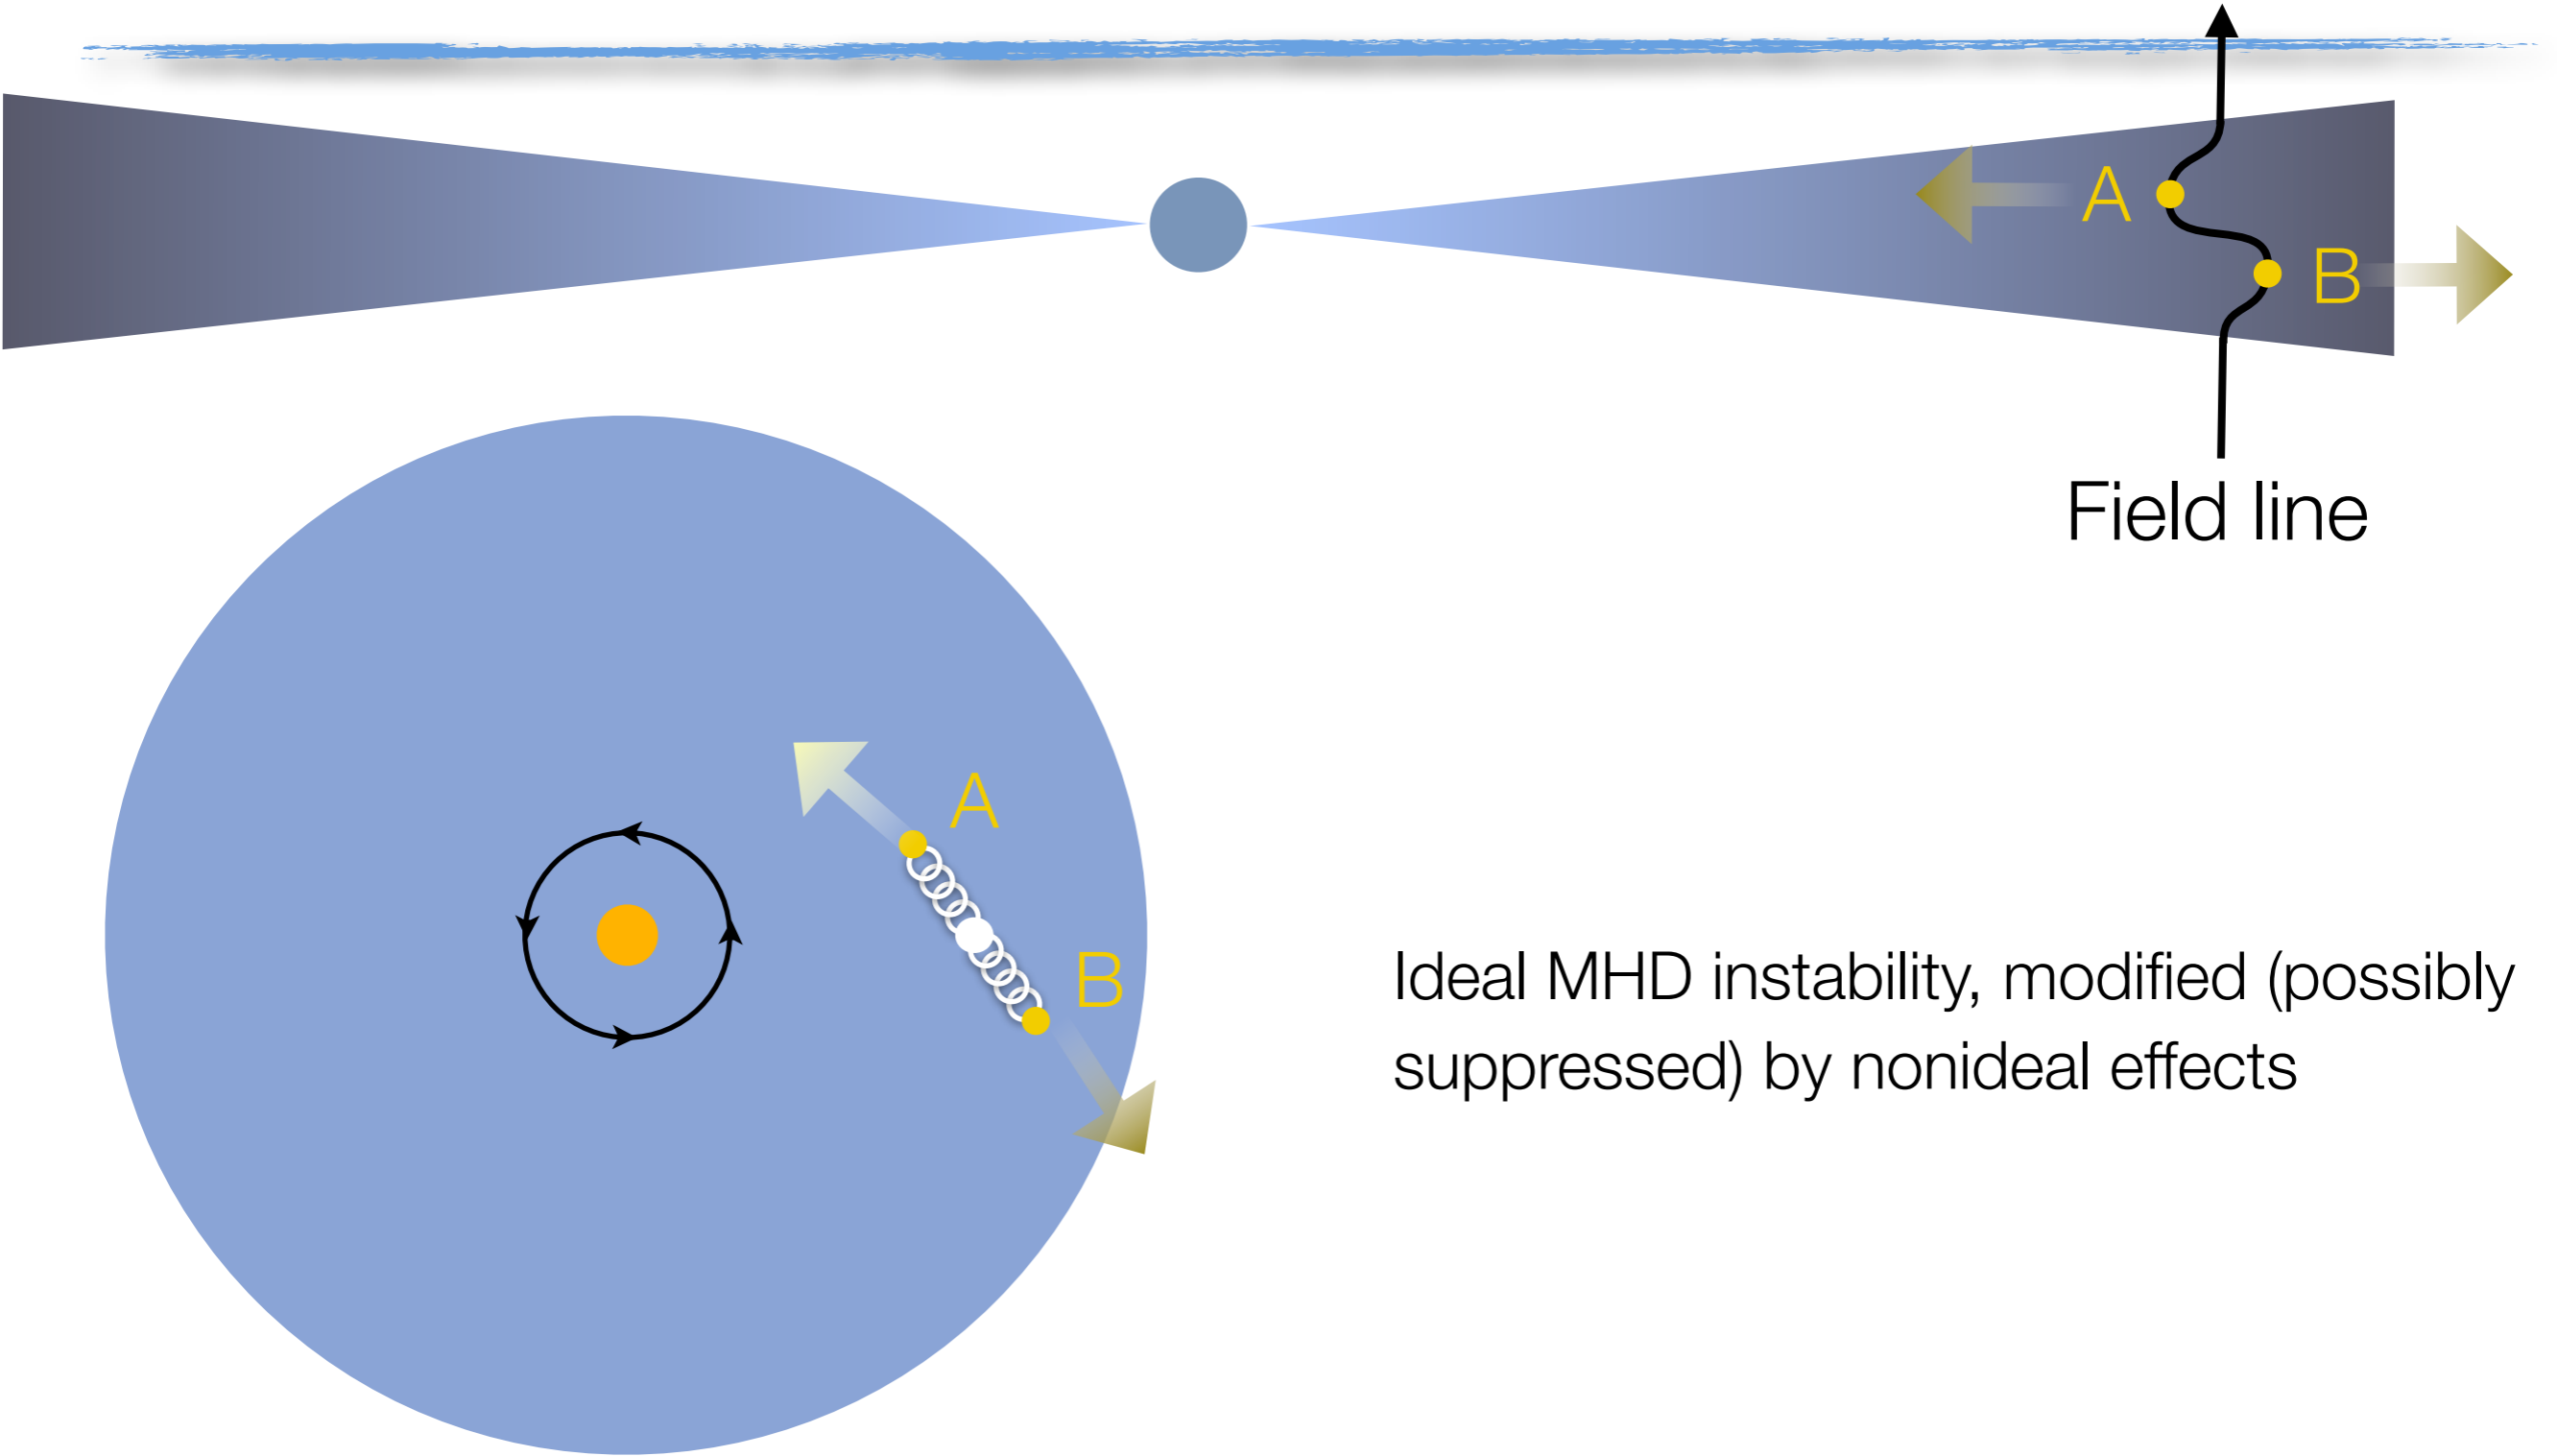 A
B
Field line
A
B
Ideal MHD instability, modified (possibly
suppressed) by nonideal effects